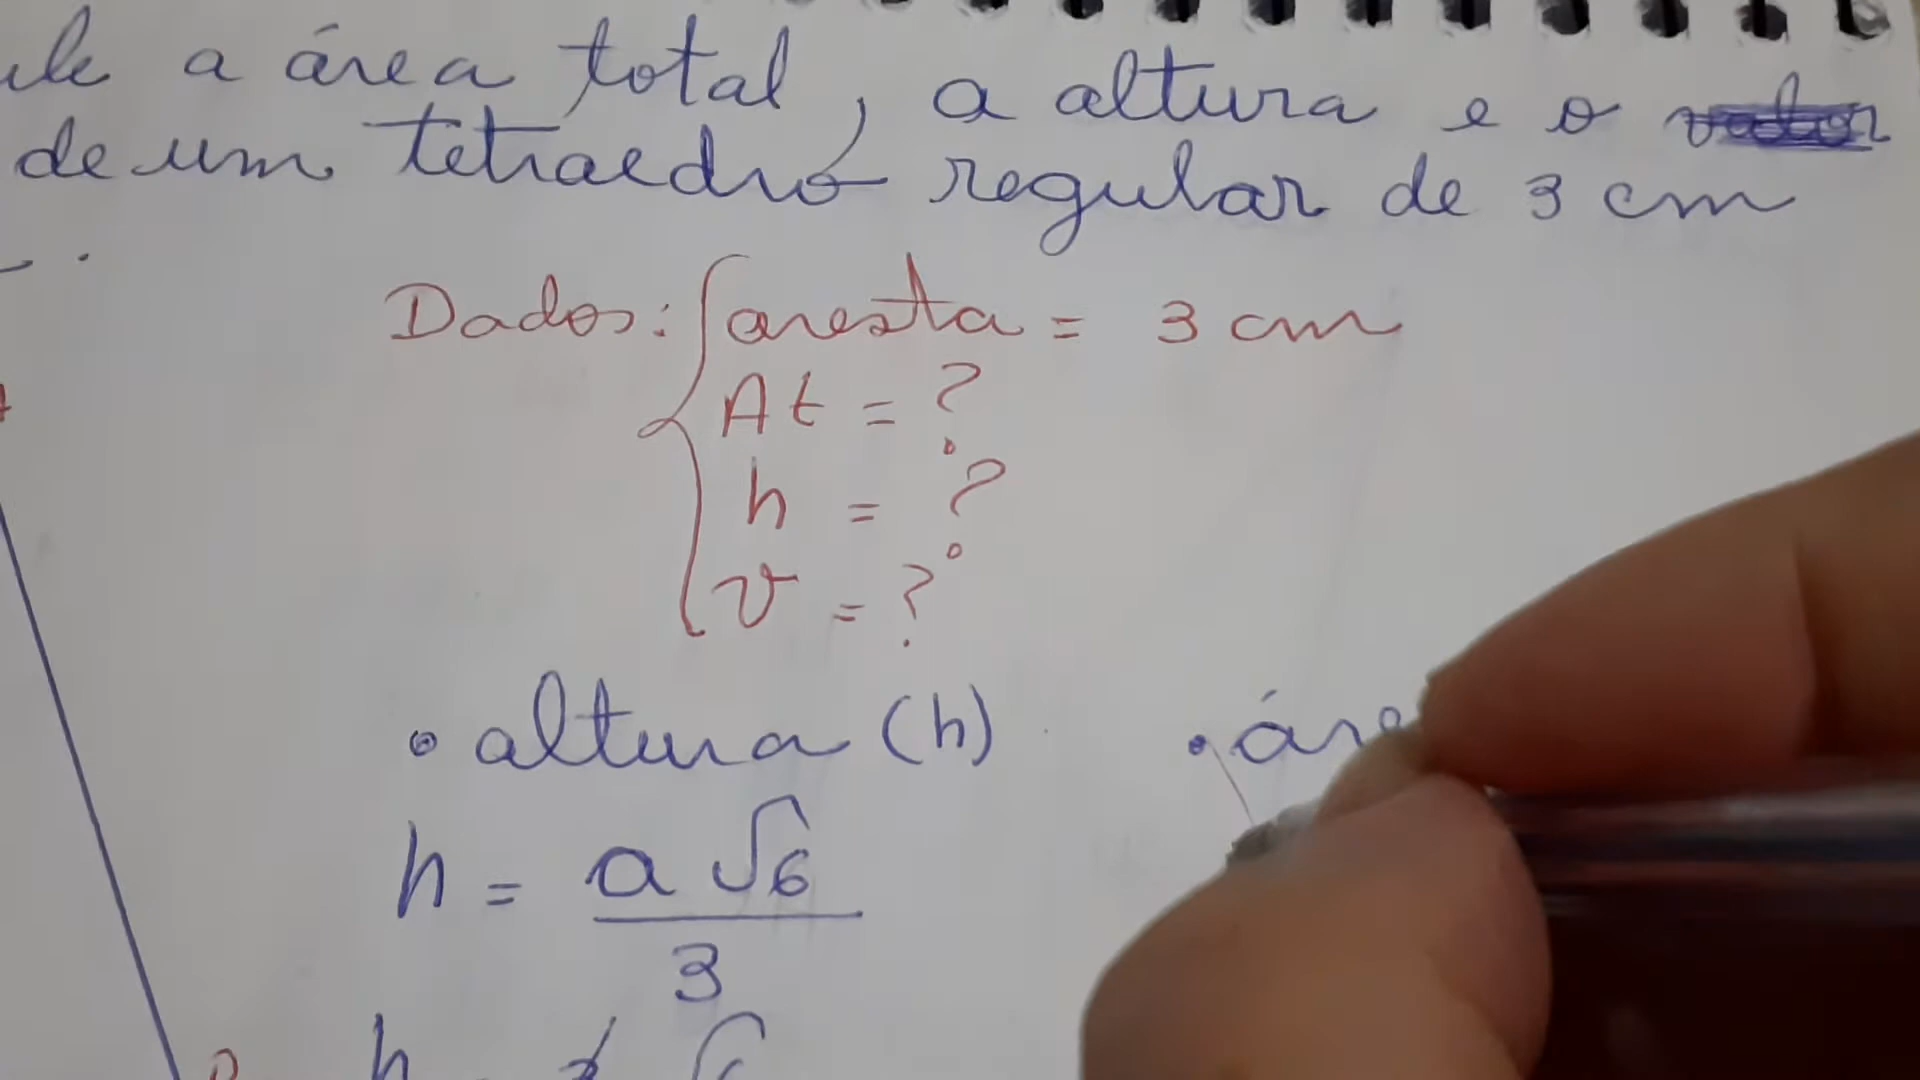 a área total, a altura e o
de um tetraedro regular de 3 cm
Dados: aresta = 3 cm
At = ?
h = ?
v = ?
• altura (h)
• áre
h = a √6
3
h